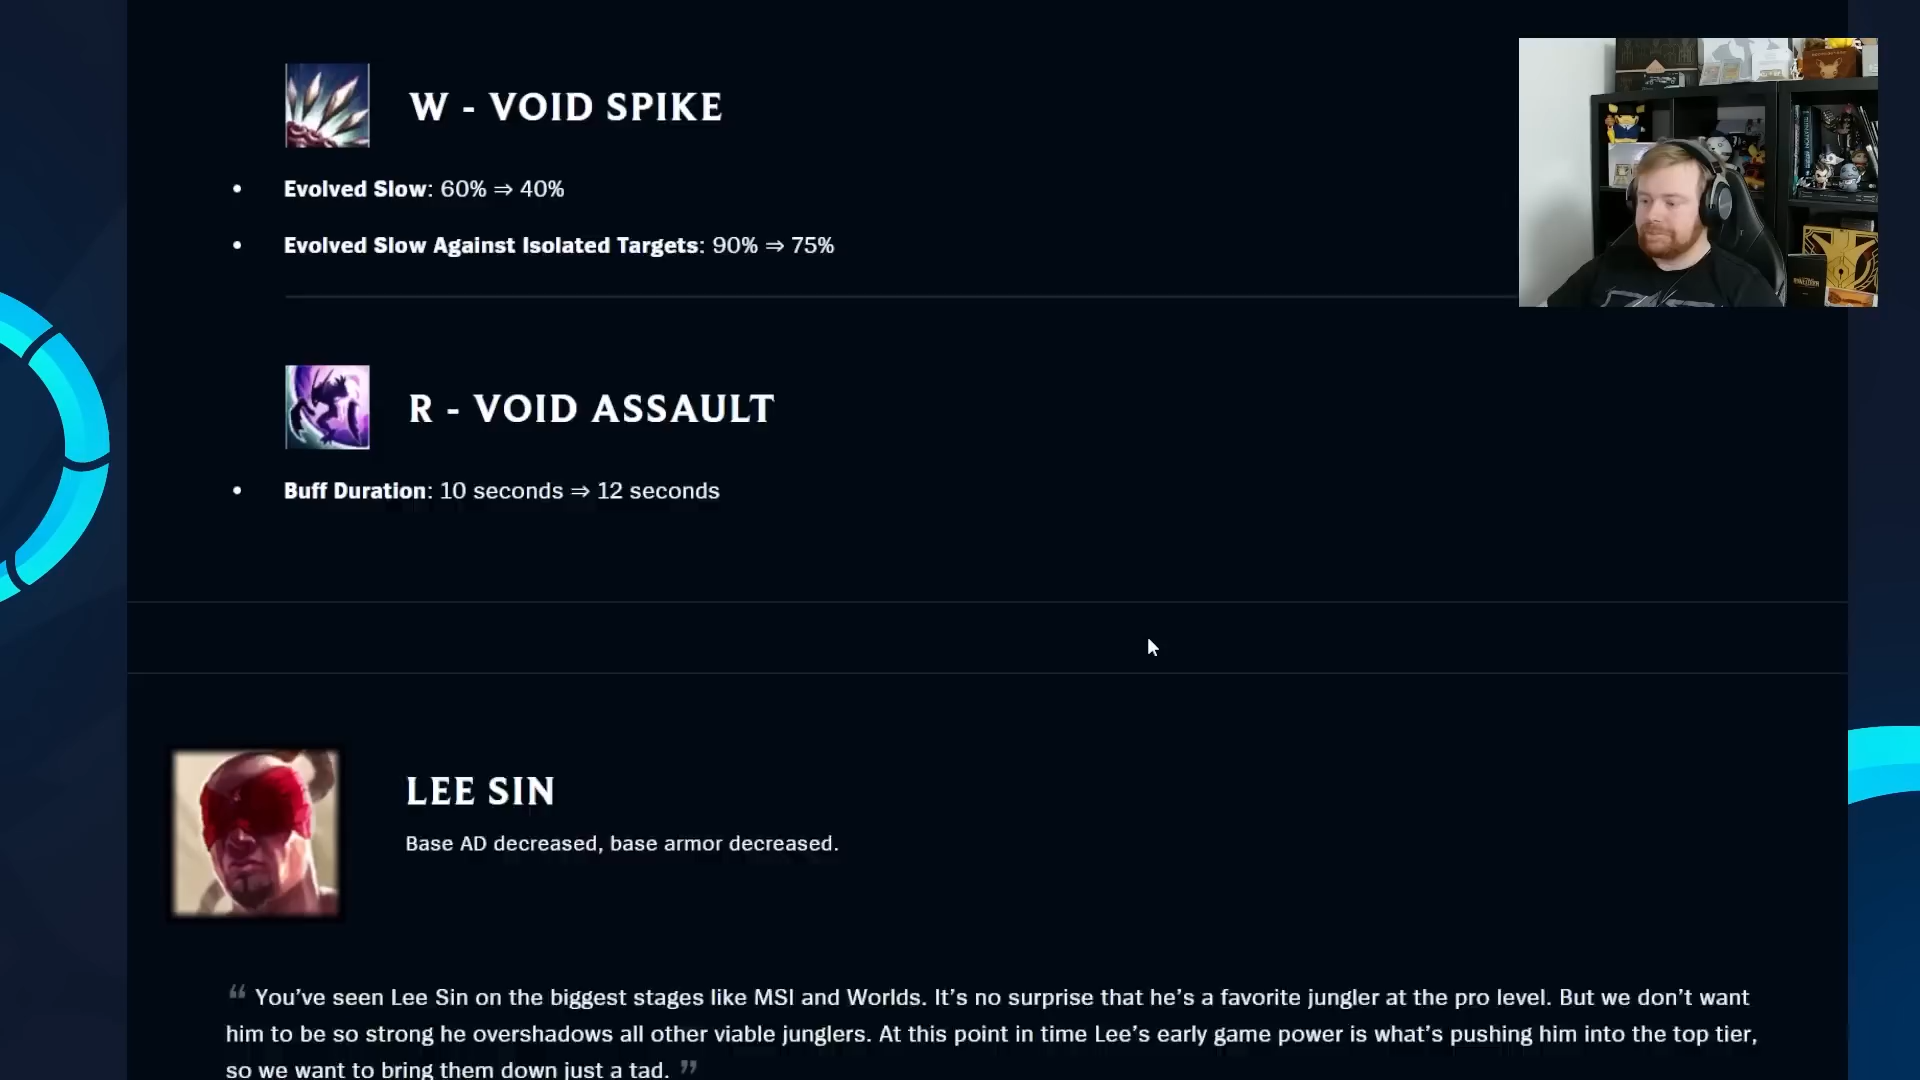 W - VOID SPIKE
• Evolved Slow: 60% ⇒ 40%
• Evolved Slow Against Isolated Targets: 90% ⇒ 75%
R - VOID ASSAULT
• Buff Duration: 10 seconds ⇒ 12 seconds
LEE SIN
Base AD decreased, base armor decreased.
“ You’ve seen Lee Sin on the biggest stages like MSI and Worlds. It’s no surprise that he’s a favorite jungler at the pro level. But we don’t want
him to be so strong he overshadows all other viable junglers. At this point in time Lee’s early game power is what’s pushing him into the top tier,
so we want to bring them down just a tad. ”